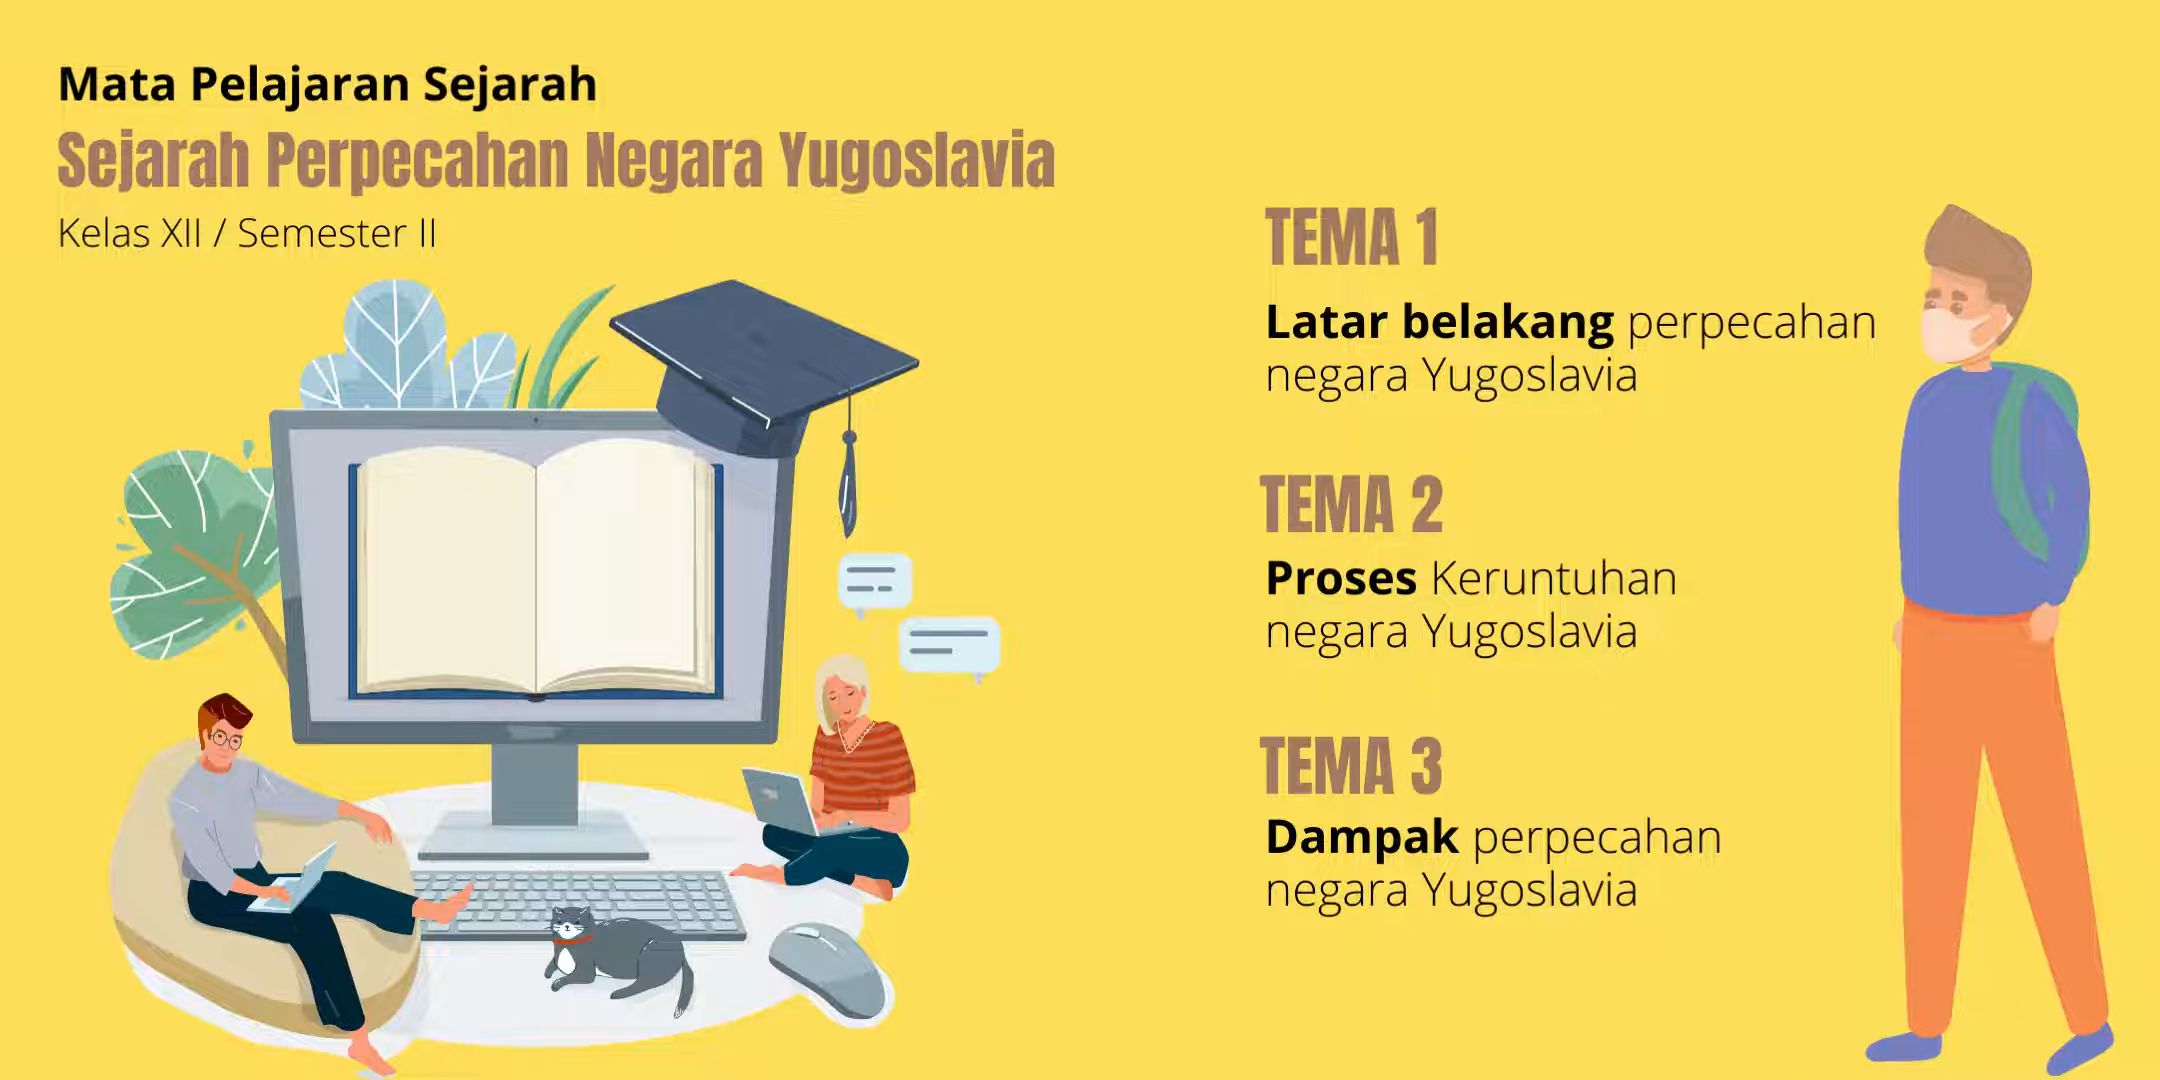 Mata Pelajaran Sejarah
Sejarah Perpecahan Negara Yugoslavia
Kelas XII / Semester II
TEMA 1
Latar belakang perpecahan
negara Yugoslavia
TEMA 2
Proses Keruntuhan
negara Yugoslavia
TEMA 3
Dampak perpecahan
negara Yugoslavia